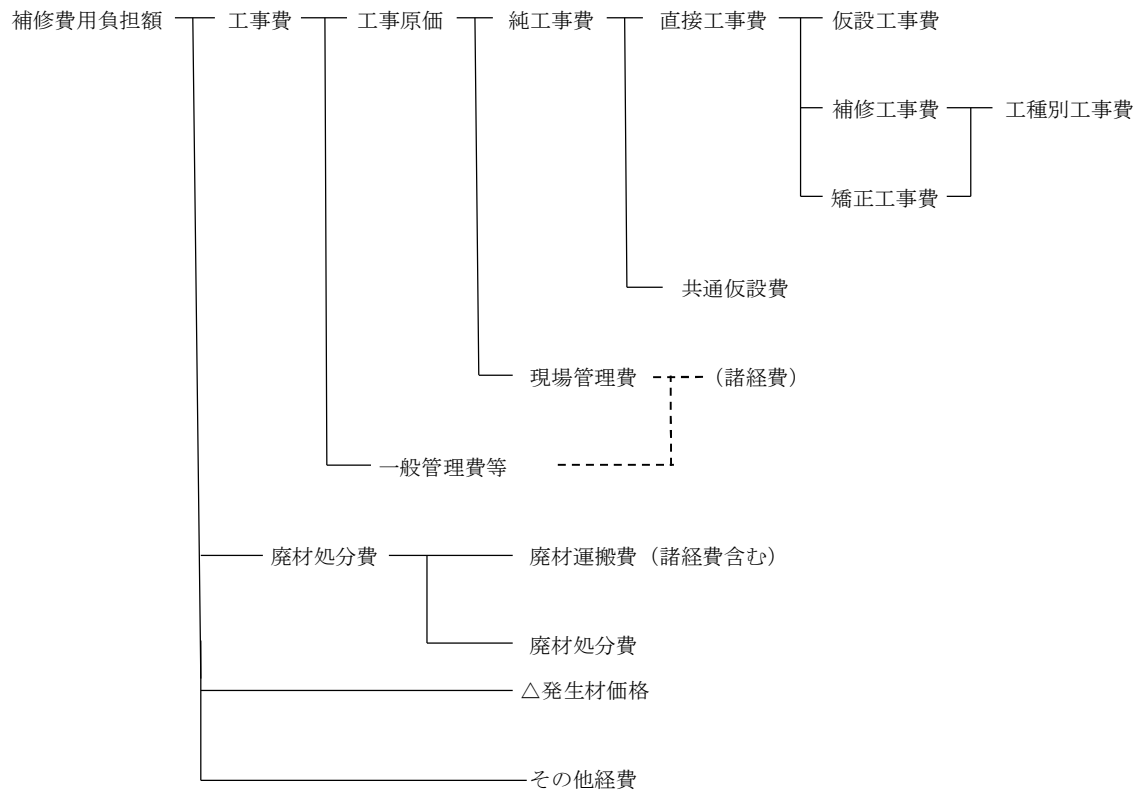 補修費用負担額 工事費 工事原価 純工事費 直接工事費 仮設工事費
補修工事費 工種別工事費
矯正工事費
共通仮設費
現場管理費 (諸経費)
一般管理費等
廃材処分費 廃材運搬費(諸経費含む)
廃材処分費
△発生材価格
その他経費